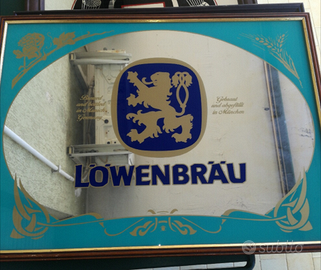 Gebraut
und abgefüllt
in München
LÖWENBRÄU
subito